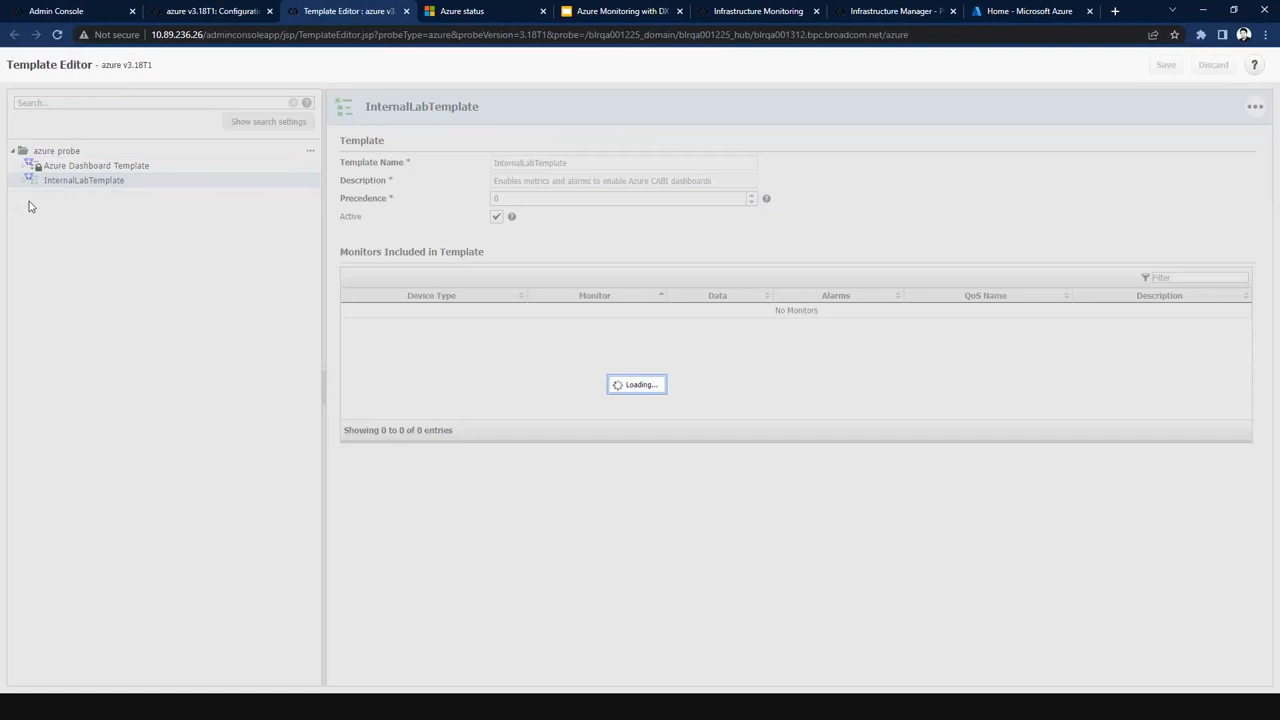 Admin Console
azure v3.18T1: Configurati
Template Editor : azure v3.
Azure status
Azure Monitoring with DX
Infrastructure Monitoring
Infrastructure Manager - P
Home - Microsoft Azure
Not secure
10.89.236.26/adminconsoleapp/jsp/TemplateEditor.jsp?probeType=azure&probeVersion=3.18T1&probe=/blrqa001225_domain/blrqa001225_hub/blrqa001312.bpc.broadcom.net/azure
Template Editor - azure v3.18T1
Save
Discard
?
Search...
?
Show search settings
azure probe
Azure Dashboard Template
InternalLabTemplate
InternalLabTemplate
Template
Template Name *
InternalLabTemplate
Description *
Enables metrics and alarms to enable Azure CABI dashboards
Precedence *
0
?
Active
?
Monitors Included in Template
Filter
Device Type
Monitor
Data
Alarms
QoS Name
Description
No Monitors
Loading...
Showing 0 to 0 of 0 entries